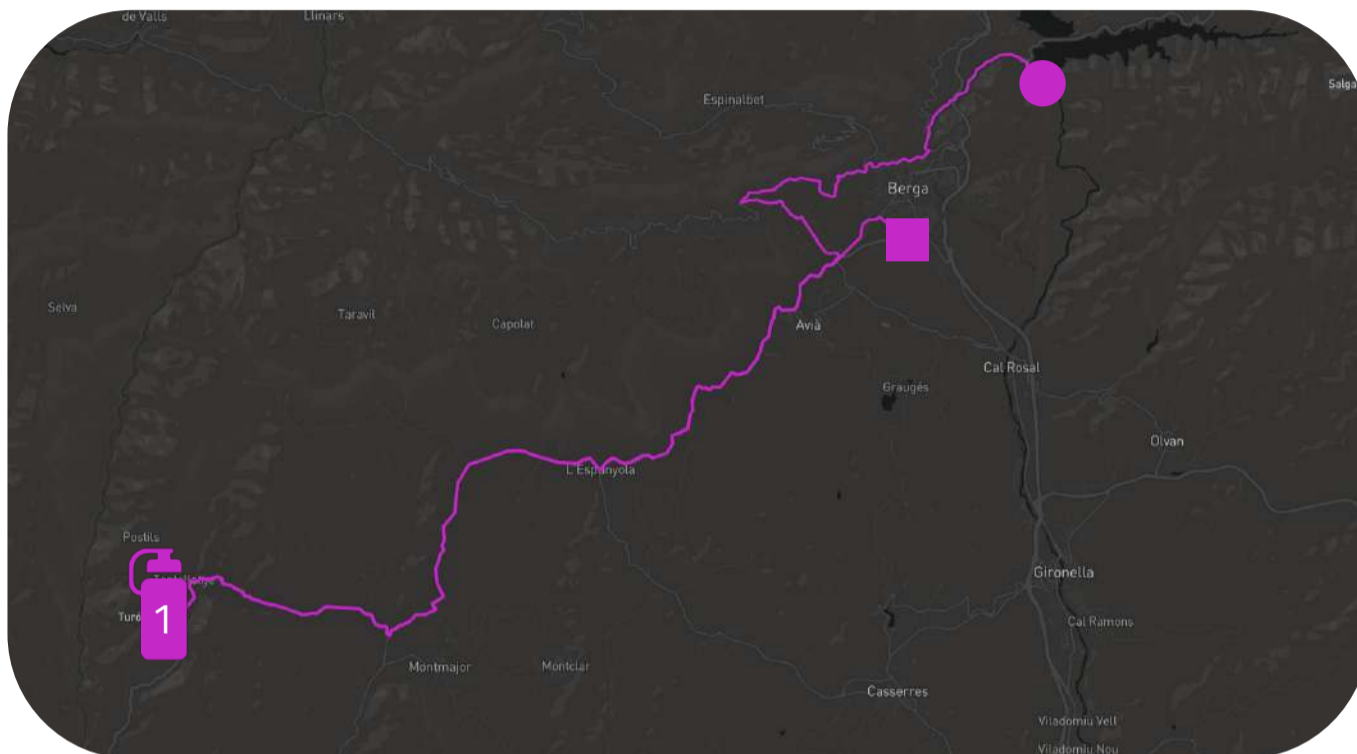 de Valls
Llinars
Espinalbet
Salga
Berga
Selva
Taravil
Capolat
Avià
Cal Rosal
Graugés
Olvan
L'Espunyola
Postils
Gironella
1
Turé
Cal Ramons
Montmajor
Montclar
Casserres
Viladomiu Vell
Viladomiu Nou